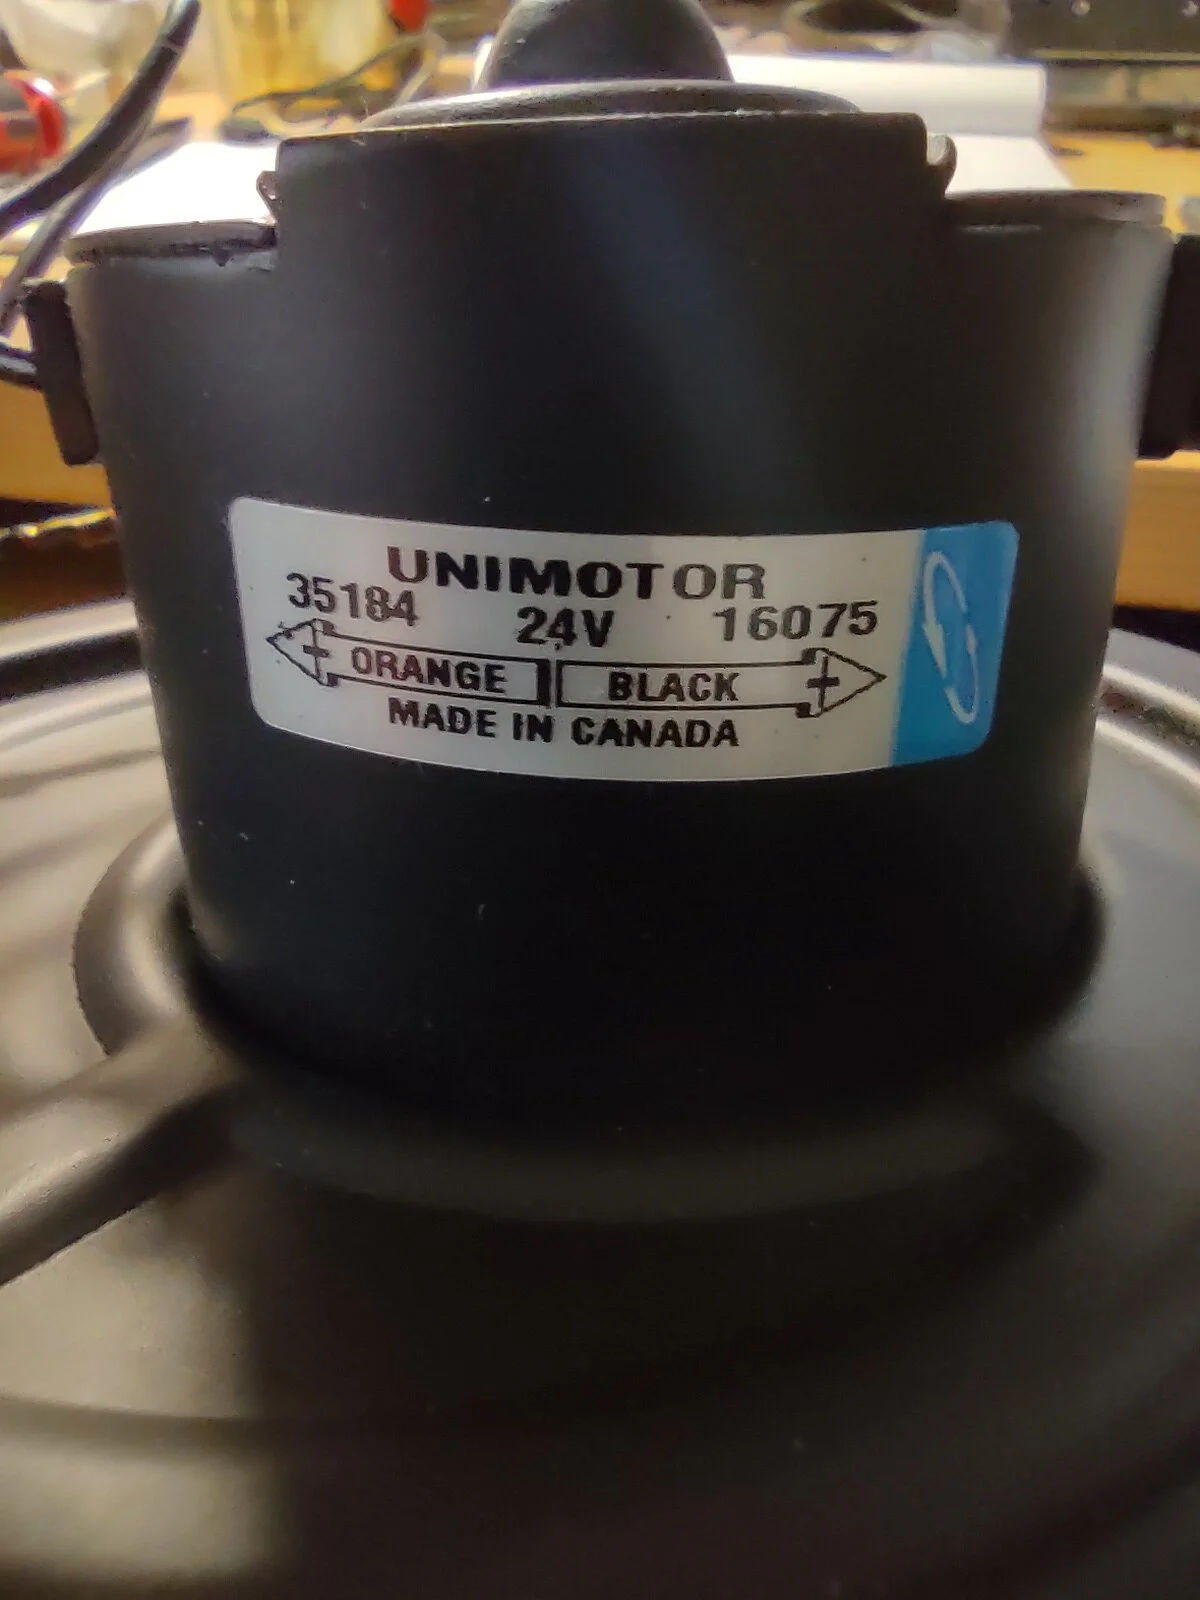 UNIMOTOR
35184 24V 16075
+ ORANGE BLACK +
MADE IN CANADA